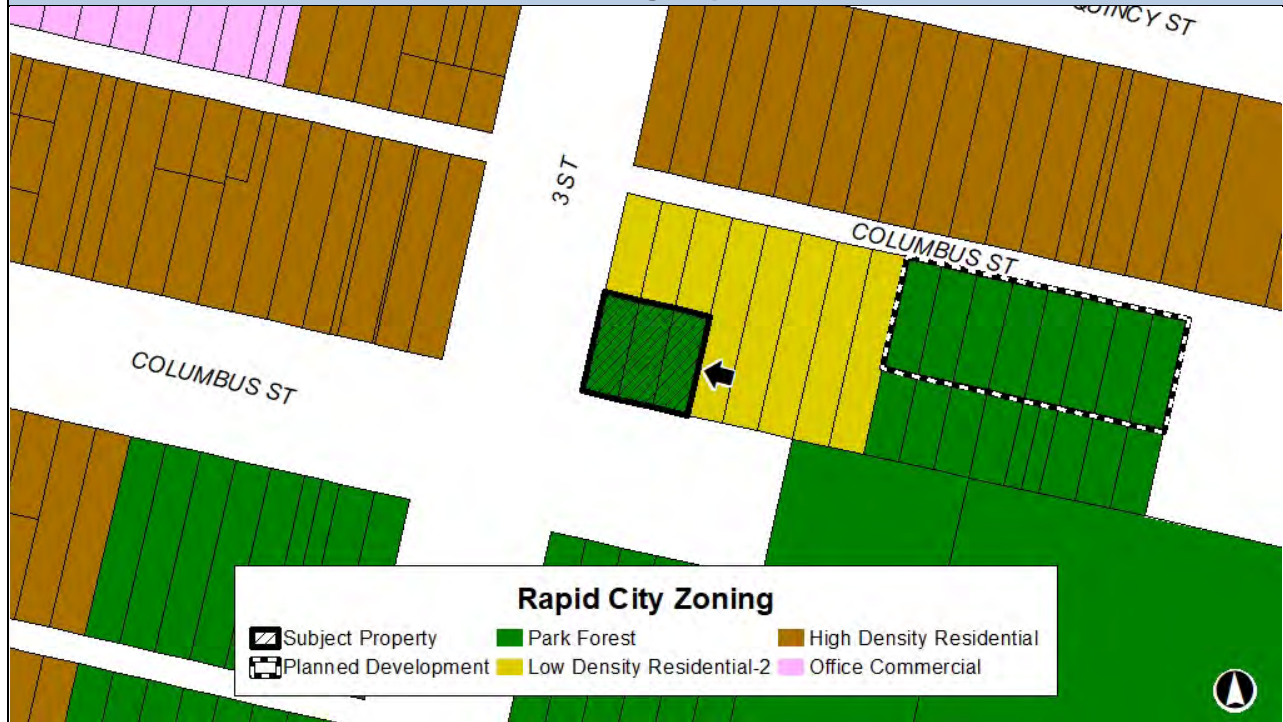 QUINCY ST
3 ST
COLUMBUS ST
COLUMBUS ST
Rapid City Zoning
Subject Property
Park Forest
High Density Residential
Planned Development
Low Density Residential-2
Office Commercial